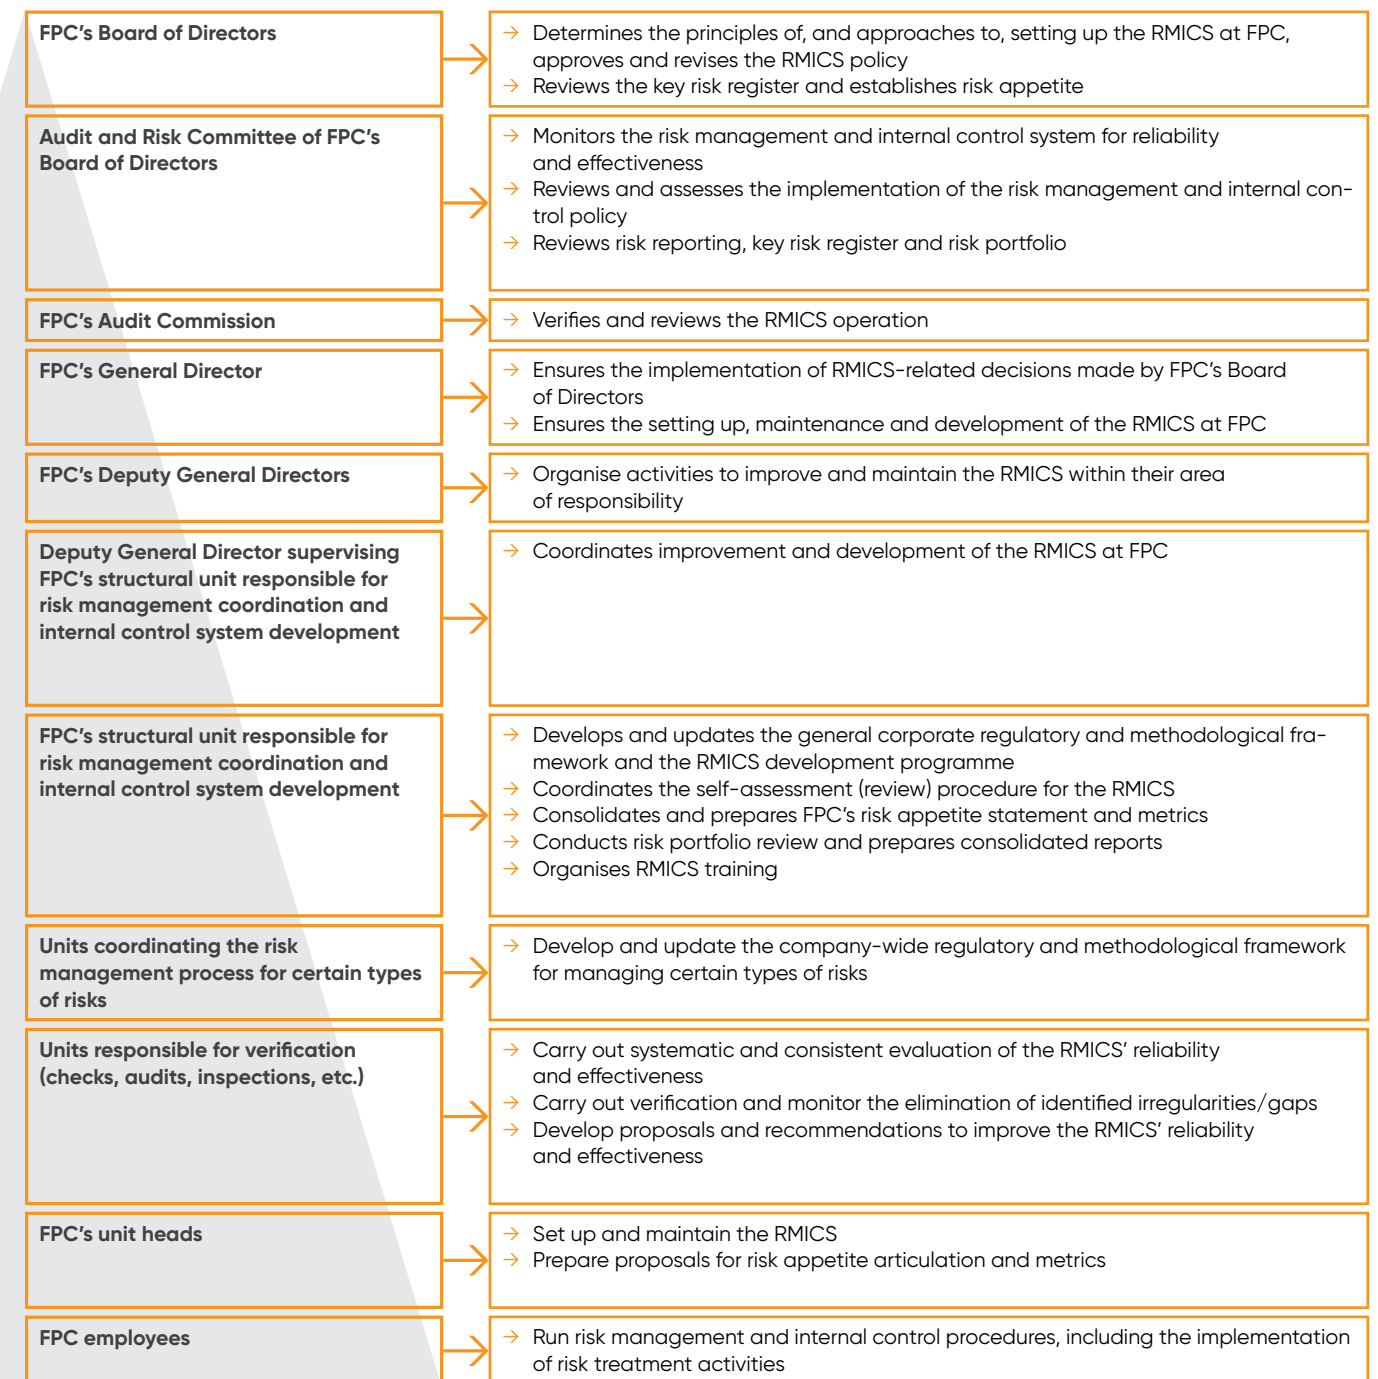 FPC’s Board of Directors
→ Determines the principles of, and approaches to, setting up the RMICS at FPC,
approves and revises the RMICS policy
→ Reviews the key risk register and establishes risk appetite
Audit and Risk Committee of FPC’s
Board of Directors
→ Monitors the risk management and internal control system for reliability
and effectiveness
→ Reviews and assesses the implementation of the risk management and internal con-
trol policy
→ Reviews risk reporting, key risk register and risk portfolio
FPC’s Audit Commission
→ Verifies and reviews the RMICS operation
FPC’s General Director
→ Ensures the implementation of RMICS-related decisions made by FPC’s Board
of Directors
→ Ensures the setting up, maintenance and development of the RMICS at FPC
FPC’s Deputy General Directors
→ Organise activities to improve and maintain the RMICS within their area
of responsibility
Deputy General Director supervising
FPC’s structural unit responsible for
risk management coordination and
internal control system development
→ Coordinates improvement and development of the RMICS at FPC
FPC’s structural unit responsible for
risk management coordination and
internal control system development
→ Develops and updates the general corporate regulatory and methodological fra-
mework and the RMICS development programme
→ Coordinates the self-assessment (review) procedure for the RMICS
→ Consolidates and prepares FPC’s risk appetite statement and metrics
→ Conducts risk portfolio review and prepares consolidated reports
→ Organises RMICS training
Units coordinating the risk
management process for certain types
of risks
→ Develop and update the company-wide regulatory and methodological framework
for managing certain types of risks
Units responsible for verification
(checks, audits, inspections, etc.)
→ Carry out systematic and consistent evaluation of the RMICS’ reliability
and effectiveness
→ Carry out verification and monitor the elimination of identified irregularities/gaps
→ Develop proposals and recommendations to improve the RMICS’ reliability
and effectiveness
FPC’s unit heads
→ Set up and maintain the RMICS
→ Prepare proposals for risk appetite articulation and metrics
FPC employees
→ Run risk management and internal control procedures, including the implementation
of risk treatment activities